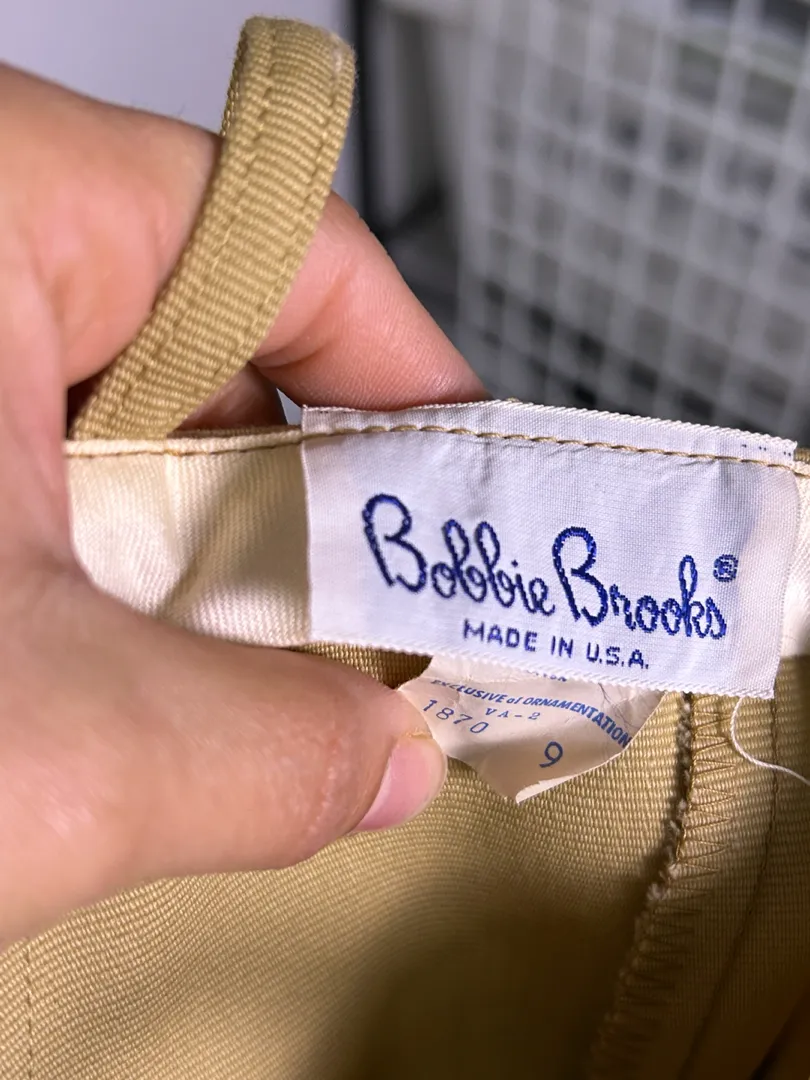 Bobbie Brooks®
MADE IN U.S.A.
EXCLUSIVE of ORNAMENTATION
VA-2
1870
9